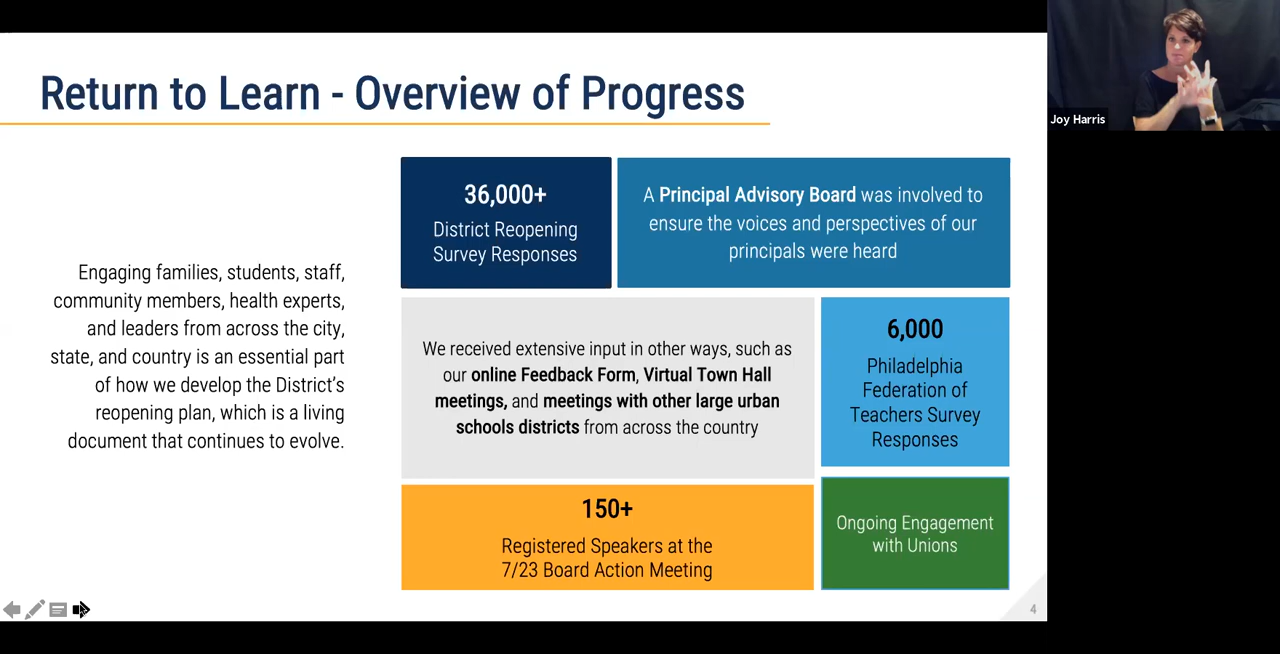 Return to Learn - Overview of Progress
Engaging families, students, staff,
community members, health experts,
and leaders from across the city,
state, and country is an essential part
of how we develop the District's
reopening plan, which is a living
document that continues to evolve.
36,000+
District Reopening
Survey Responses
A Principal Advisory Board was involved to
ensure the voices and perspectives of our
principals were heard
We received extensive input in other ways, such as
our online Feedback Form, Virtual Town Hall
meetings, and meetings with other large urban
schools districts from across the country
6,000
Philadelphia
Federation of
Teachers Survey
Responses
150+
Registered Speakers at the
7/23 Board Action Meeting
Ongoing Engagement
with Unions
4
Joy Harris